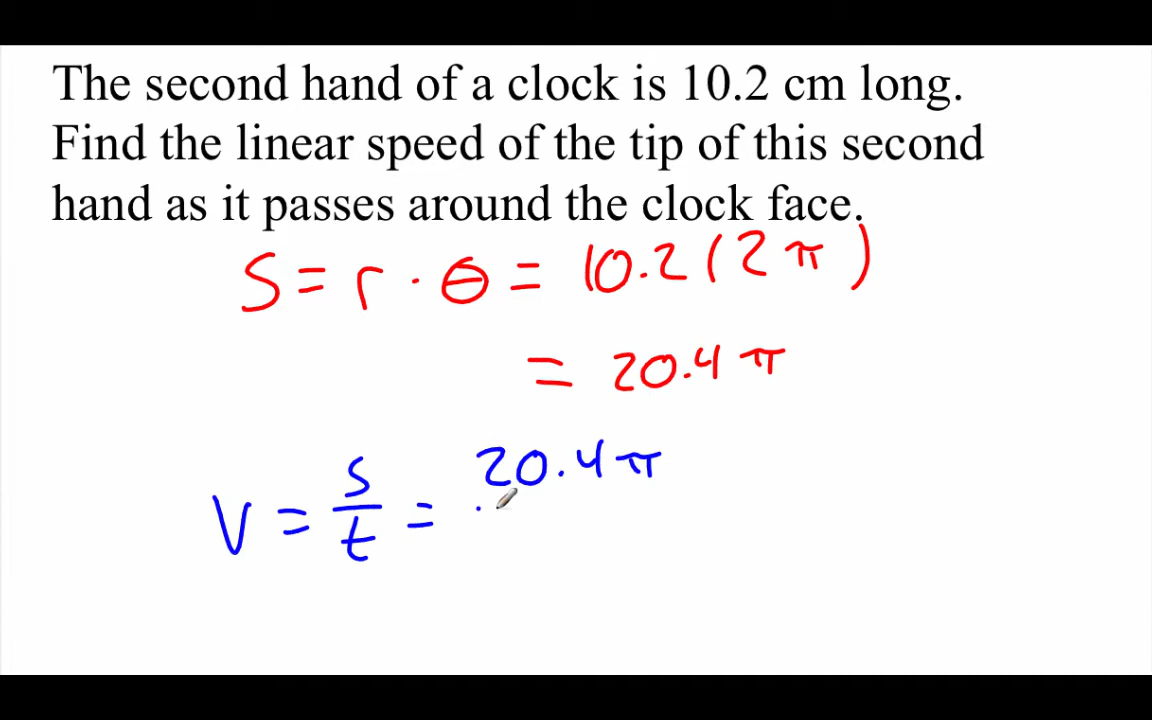 The second hand of a clock is 10.2 cm long.
Find the linear speed of the tip of this second
hand as it passes around the clock face.
S = r · θ = 10.2 (2π)
= 20.4 π
V = s/t = 20.4π